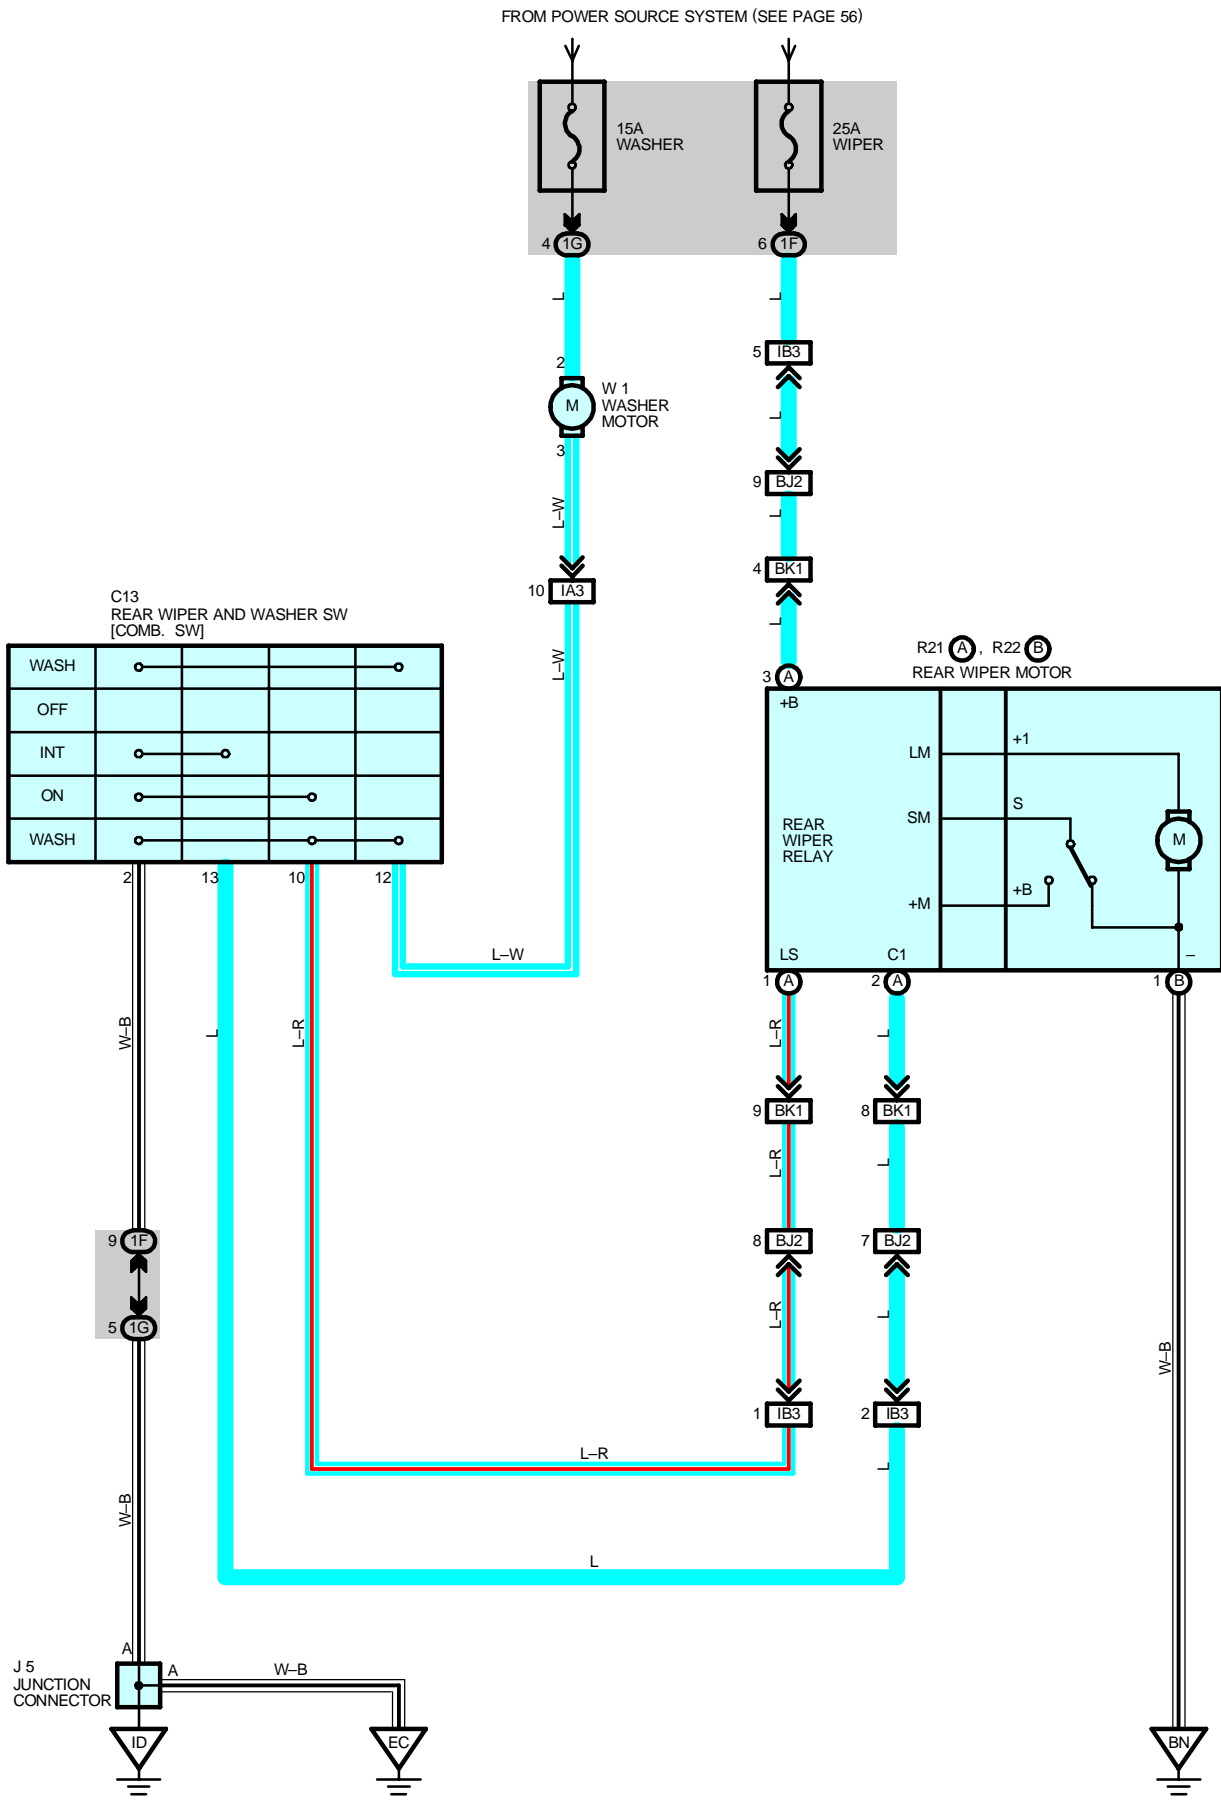 FROM POWER SOURCE SYSTEM (SEE PAGE 56)
15A
WASHER
25A
WIPER
4 1G
6 1F
L
L
5 IB3
2
M
W 1
WASHER
MOTOR
3
L
9 BJ2
L–W
L
10 IA3
4 BK1
L
L–W
C13
REAR WIPER AND WASHER SW
[COMB. SW]
WASH
OFF
INT
ON
WASH
2
13
10
12
L–W
R21 A , R22 B
REAR WIPER MOTOR
3 A
+B
LM
+1
SM
S
REAR
WIPER
RELAY
M
+M
+B
LS
C1
–
1 A
2 A
1 B
W–B
L
L–R
L–R
L
9 BK1
8 BK1
L–R
L
9 1F
8 BJ2
7 BJ2
5 1G
L–R
L
W–B
1 IB3
2 IB3
L–R
L
W–B
L
A
J 5
JUNCTION
CONNECTOR
A
W–B
ID
EC
BN